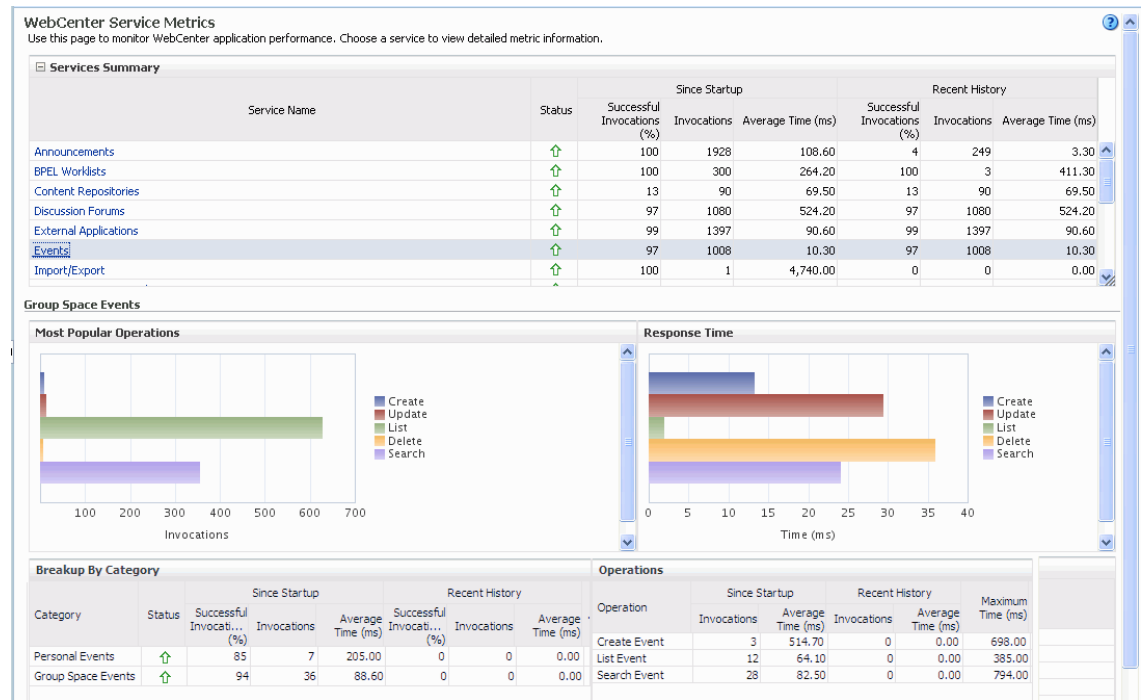 WebCenter Service Metrics
Use this page to monitor WebCenter application performance. Choose a service to view detailed metric information.
Services Summary
Service Name Status Since Startup Recent History
Successful Invocations (%) Invocations Average Time (ms) Successful Invocations (%) Invocations Average Time (ms)
Announcements 100 1928 108.60 4 249 3.30
BPEL Worklists 100 300 264.20 100 3 411.30
Content Repositories 13 90 69.50 13 90 69.50
Discussion Forums 97 1080 524.20 97 1080 524.20
External Applications 99 1397 90.60 99 1397 90.60
Events 97 1008 10.30 97 1008 10.30
Import/Export 100 1 4,740.00 0 0 0.00
Group Space Events
Most Popular Operations
Create
Update
List
Delete
Search
100 200 300 400 500 600 700
Invocations
Response Time
Create
Update
List
Delete
Search
0 5 10 15 20 25 30 35 40
Time (ms)
Breakup By Category
Category Status Since Startup Recent History
Successful Invocati... (%) Invocations Average Time (ms) Successful Invocati... (%) Invocations Average Time (ms)
Personal Events 85 7 205.00 0 0 0.00
Group Space Events 94 36 88.60 0 0 0.00
Operations
Operation Since Startup Recent History Maximum Time (ms)
Invocations Average Time (ms) Invocations Average Time (ms)
Create Event 3 514.70 0 0.00 698.00
List Event 12 64.10 0 0.00 385.00
Search Event 28 82.50 0 0.00 794.00